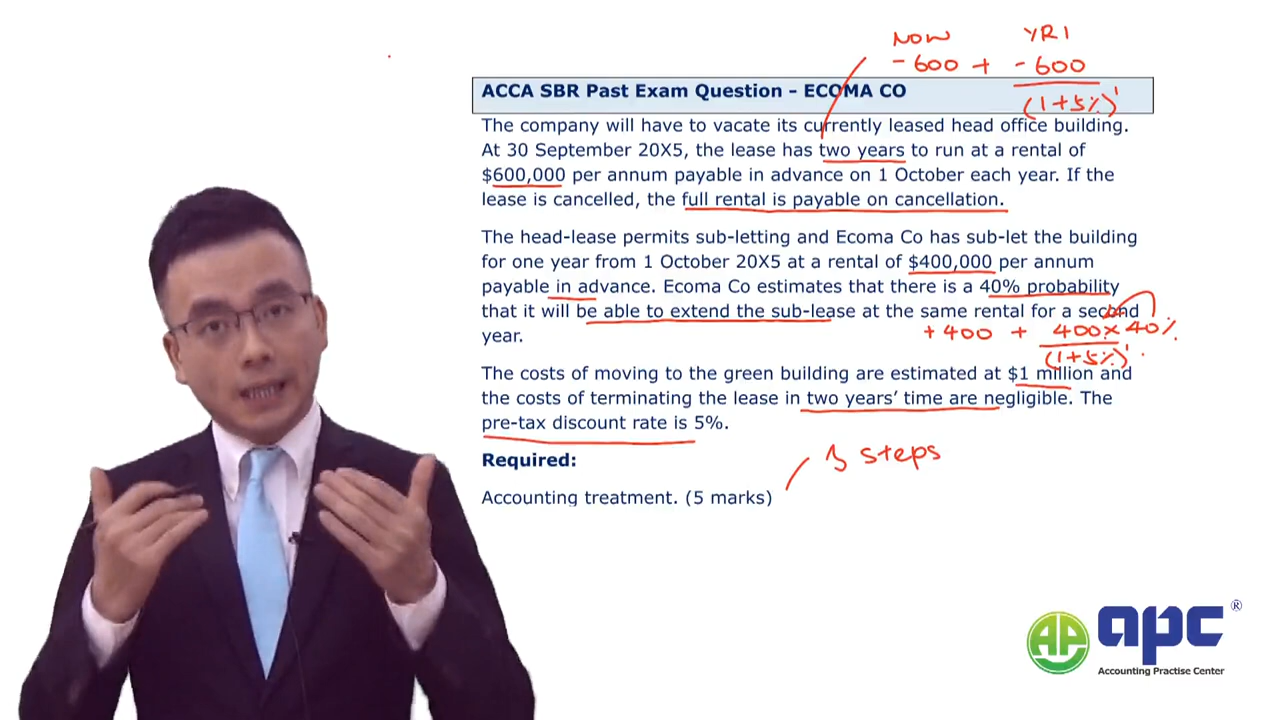 NOW YR1
-600 + -600
(1+5%)¹
ACCA SBR Past Exam Question - ECOMA CO
The company will have to vacate its currently leased head office building.
At 30 September 20X5, the lease has two years to run at a rental of
$600,000 per annum payable in advance on 1 October each year. If the
lease is cancelled, the full rental is payable on cancellation.
The head-lease permits sub-letting and Ecoma Co has sub-let the building
for one year from 1 October 20X5 at a rental of $400,000 per annum
payable in advance. Ecoma Co estimates that there is a 40% probability
that it will be able to extend the sub-lease at the same rental for a second
year.
+400 + 400x40%
(1+5%)¹
The costs of moving to the green building are estimated at $1 million and
the costs of terminating the lease in two years’ time are negligible. The
pre-tax discount rate is 5%.
Required:
3 steps
Accounting treatment. (5 marks)
AP
apc®
Accounting Practise Center